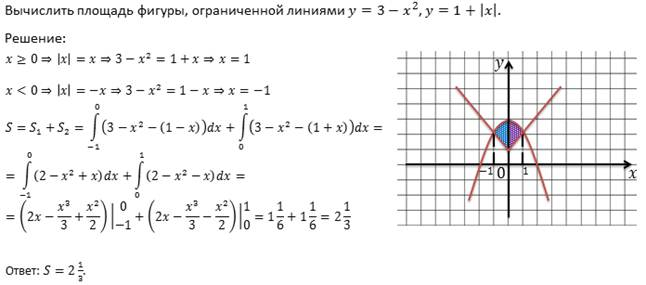 Вычислить площадь фигуры, ограниченной линиями y = 3 − x², y = 1 + |x|.
Решение:
x ≥ 0 ⇒ |x| = x ⇒ 3 − x² = 1 + x ⇒ x = 1
x < 0 ⇒ |x| = −x ⇒ 3 − x² = 1 − x ⇒ x = −1
S = S₁ + S₂ = ∫₋₁⁰ (3 − x² − (1 − x))dx + ∫₀¹ (3 − x² − (1 + x))dx =
= ∫₋₁⁰ (2 − x² + x)dx + ∫₀¹ (2 − x² − x)dx =
= (2x − x³/3 + x²/2)|₋₁⁰ + (2x − x³/3 − x²/2)|₀¹ = 1 1/6 + 1 1/6 = 2 1/3
Ответ: S = 2 1/3.
y
−1 0 1 x